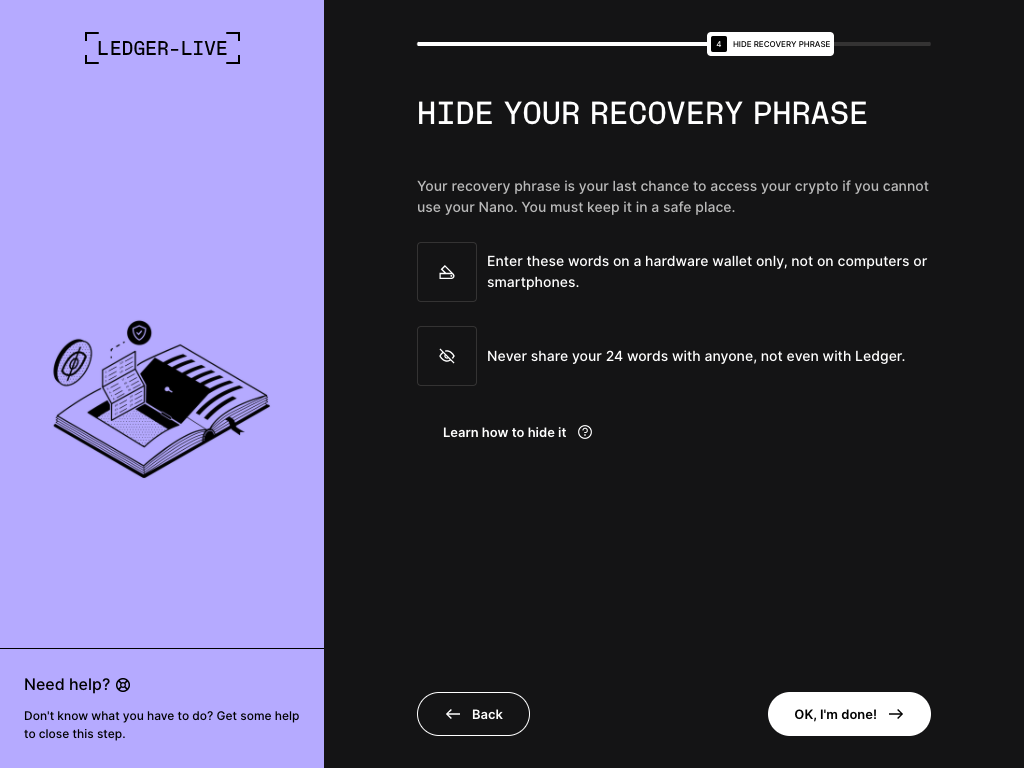 LEDGER-LIVE
4 HIDE RECOVERY PHRASE
HIDE YOUR RECOVERY PHRASE
Your recovery phrase is your last chance to access your crypto if you cannot
use your Nano. You must keep it in a safe place.
Enter these words on a hardware wallet only, not on computers or
smartphones.
Never share your 24 words with anyone, not even with Ledger.
Learn how to hide it
Need help?
Don't know what you have to do? Get some help
to close this step.
Back
OK, I'm done!